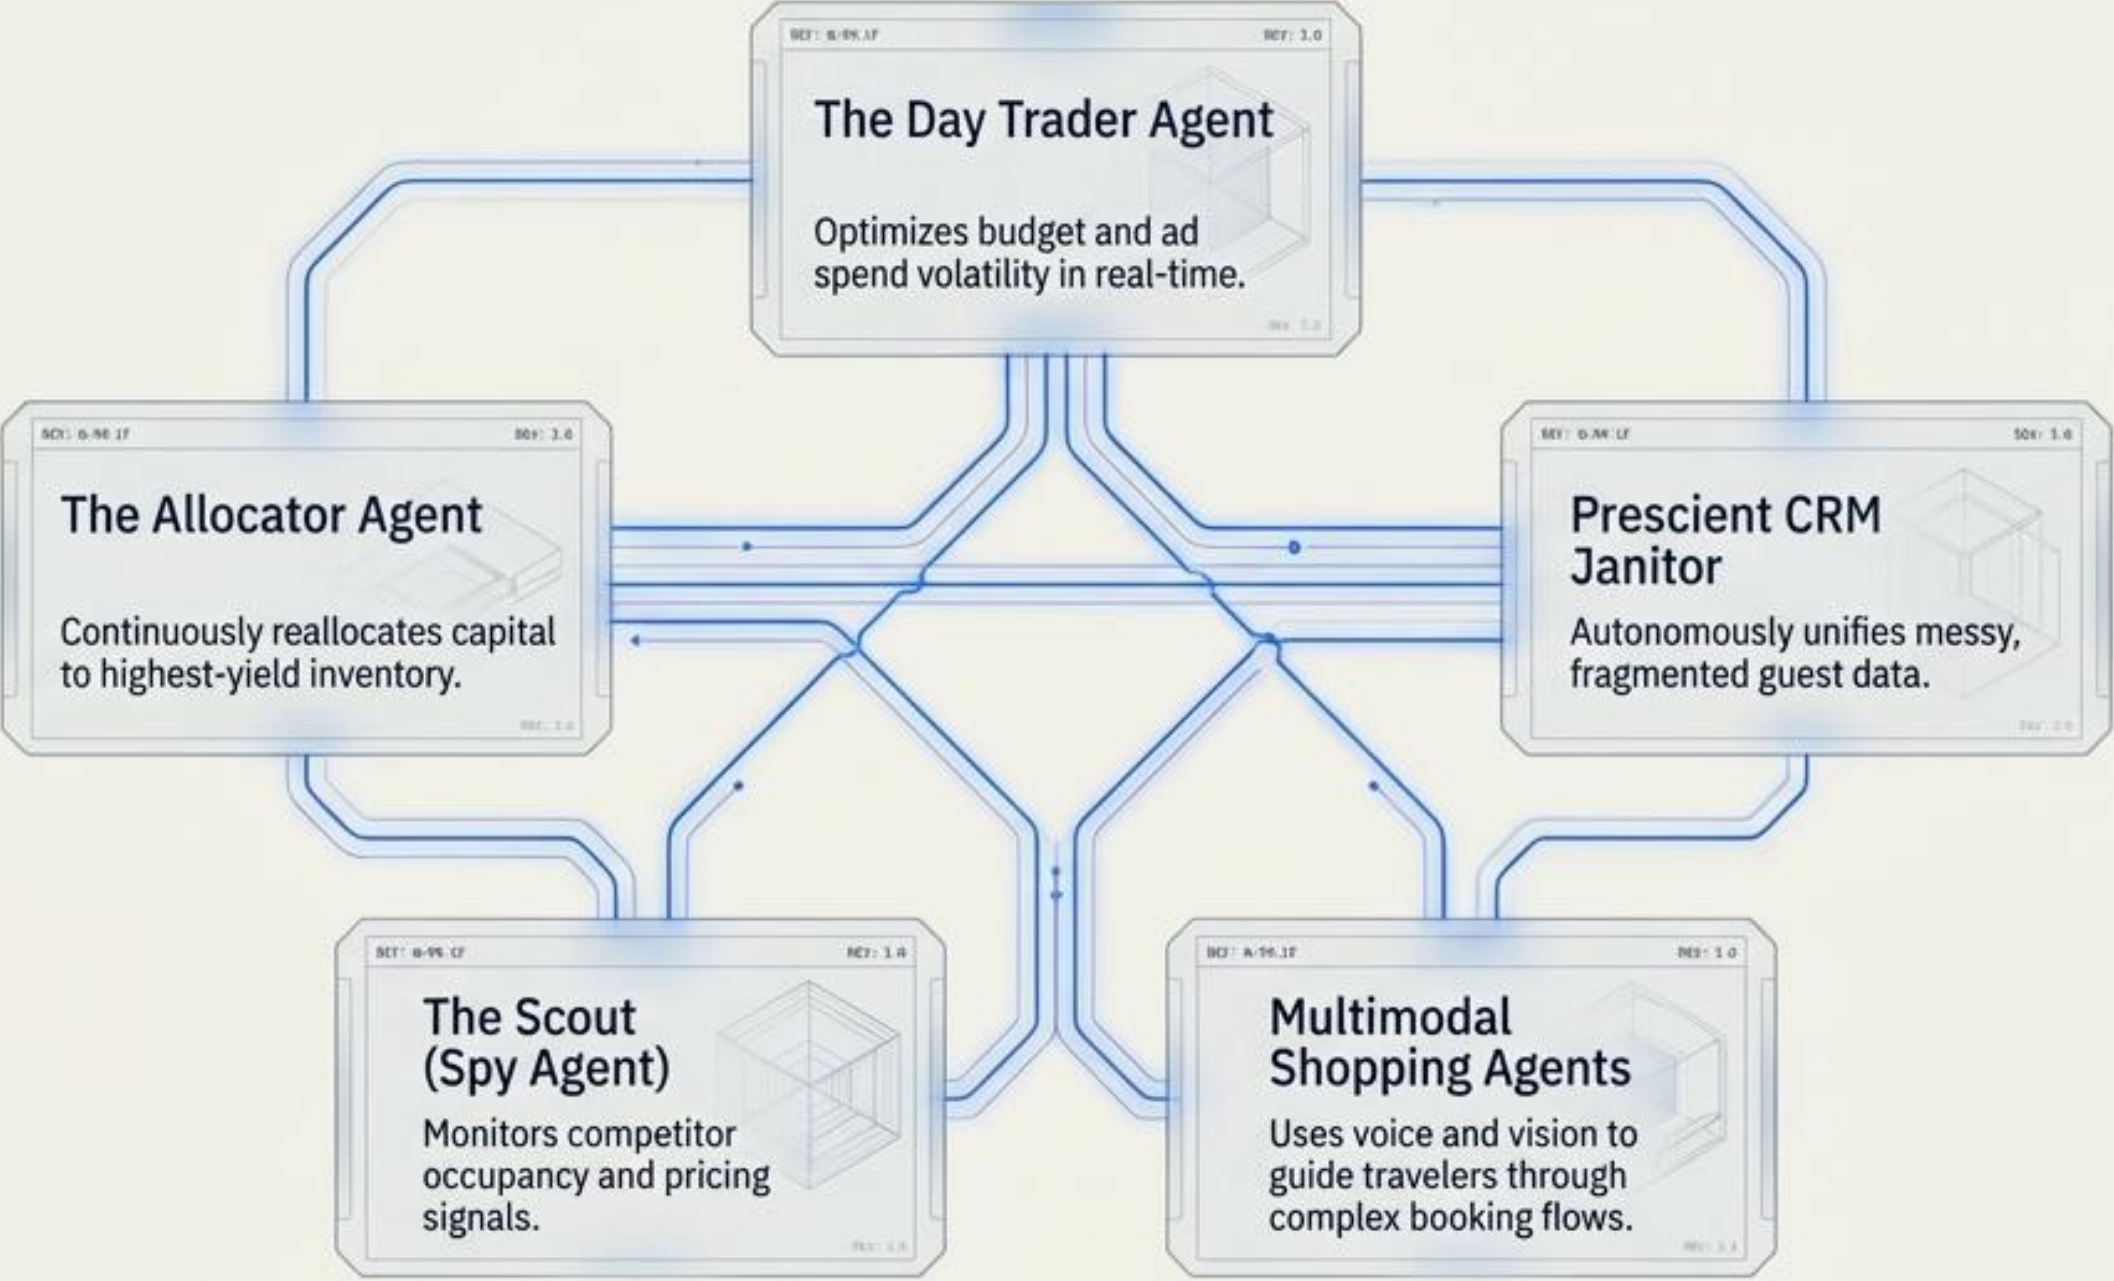 The Day Trader Agent
Optimizes budget and ad
spend volatility in real-time.
The Allocator Agent
Continuously reallocates capital
to highest-yield inventory.
Prescient CRM
Janitor
Autonomously unifies messy,
fragmented guest data.
The Scout
(Spy Agent)
Monitors competitor
occupancy and pricing
signals.
Multimodal
Shopping Agents
Uses voice and vision to
guide travelers through
complex booking flows.